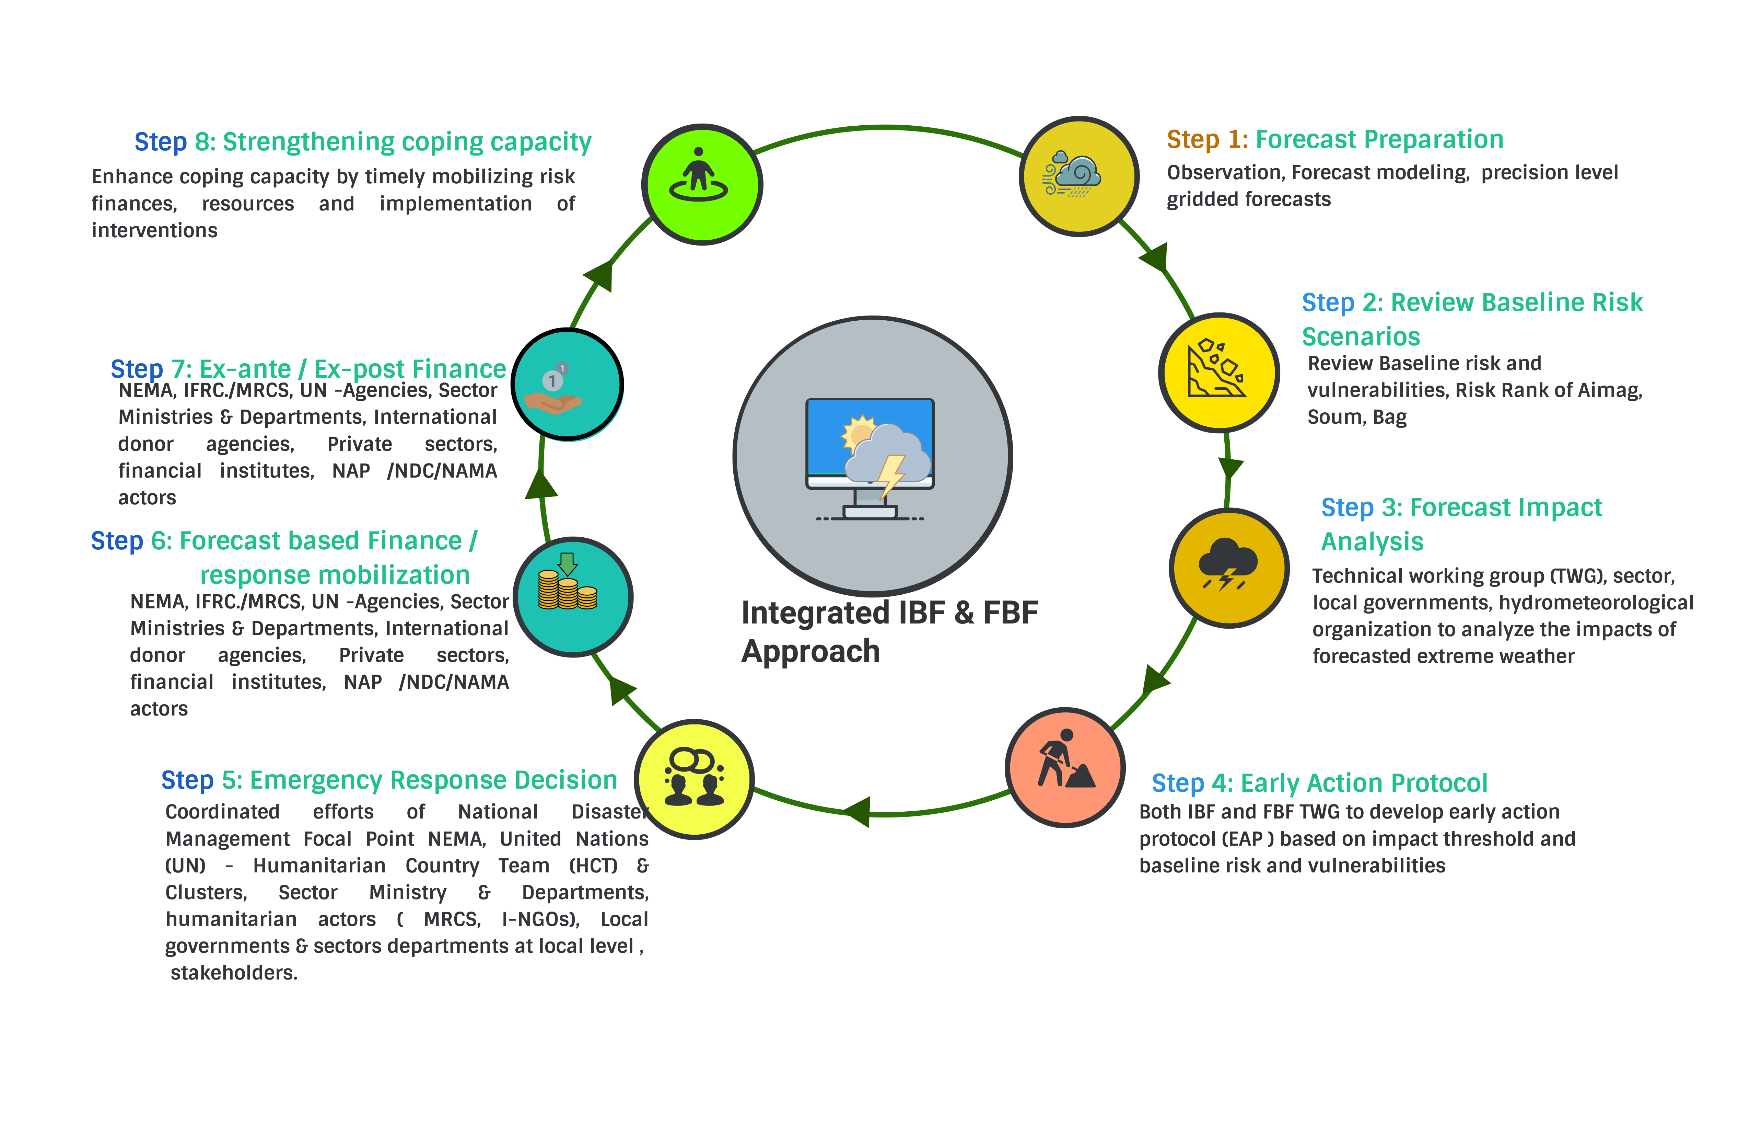 Step 1: Forecast Preparation
Observation, Forecast modeling, precision level
gridded forecasts
Step 2: Review Baseline Risk
Scenarios
Review Baseline risk and
vulnerabilities, Risk Rank of Aimag,
Soum, Bag
Step 3: Forecast Impact
Analysis
Technical working group (TWG), sector,
local governments, hydrometeorological
organization to analyze the impacts of
forecasted extreme weather
Step 4: Early Action Protocol
Both IBF and FBF TWG to develop early action
protocol (EAP ) based on impact threshold and
baseline risk and vulnerabilities
Step 5: Emergency Response Decision
Coordinated efforts of National Disaster
Management Focal Point NEMA, United Nations
(UN) - Humanitarian Country Team (HCT) &
Clusters, Sector Ministry & Departments,
humanitarian actors ( MRCS, I-NGOs), Local
governments & sectors departments at local level ,
stakeholders.
Step 6: Forecast based Finance /
response mobilization
NEMA, IFRC./MRCS, UN -Agencies, Sector
Ministries & Departments, International
donor agencies, Private sectors,
financial institutes, NAP /NDC/NAMA
actors
Step 7: Ex-ante / Ex-post Finance
NEMA, IFRC./MRCS, UN -Agencies, Sector
Ministries & Departments, International
donor agencies, Private sectors,
financial institutes, NAP /NDC/NAMA
actors
1
1
Step 8: Strengthening coping capacity
Enhance coping capacity by timely mobilizing risk
finances, resources and implementation of
interventions
Integrated IBF & FBF
Approach